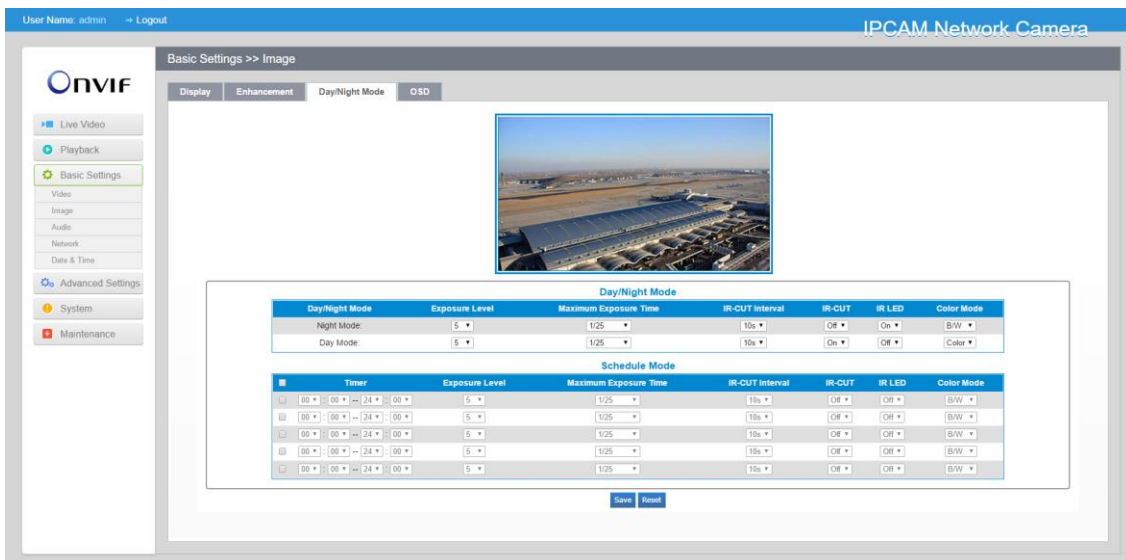 User Name: admin → Logout
IPCAM Network Camera
ONVIF
Basic Settings >> Image
Display Enhancement Day/Night Mode OSD
Live Video
Playback
Basic Settings
Video
Image
Audio
Network
Date & Time
Advanced Settings
System
Maintenance
Day/Night Mode
Day/Night Mode Exposure Level Maximum Exposure Time IR-CUT Interval IR-CUT IR LED Color Mode
Night Mode: 5 1/25 10s Off On B/W
Day Mode: 5 1/25 10s On Off Color
Schedule Mode
Timer Exposure Level Maximum Exposure Time IR-CUT Interval IR-CUT IR LED Color Mode
00 : 00 -- 24 : 00 5 1/25 10s Off Off B/W
00 : 00 -- 24 : 00 5 1/25 10s Off Off B/W
00 : 00 -- 24 : 00 5 1/25 10s Off Off B/W
00 : 00 -- 24 : 00 5 1/25 10s Off Off B/W
00 : 00 -- 24 : 00 5 1/25 10s Off Off B/W
Save Reset